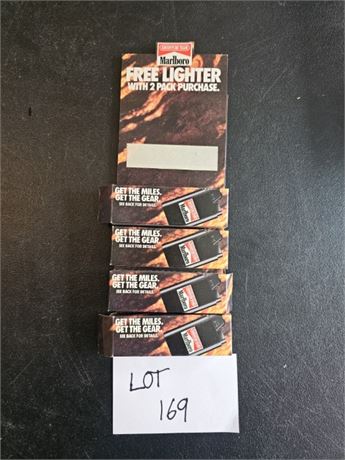 Marlboro
FREE LIGHTER
WITH 2 PACK PURCHASE.
GET THE MILES.
GET THE GEAR.
SEE BACK FOR DETAILS.
GET THE MILES.
GET THE GEAR.
SEE BACK FOR DETAILS.
GET THE MILES.
GET THE GEAR.
SEE BACK FOR DETAILS.
GET THE MILES.
GET THE GEAR.
SEE BACK FOR DETAILS.
LOT
169